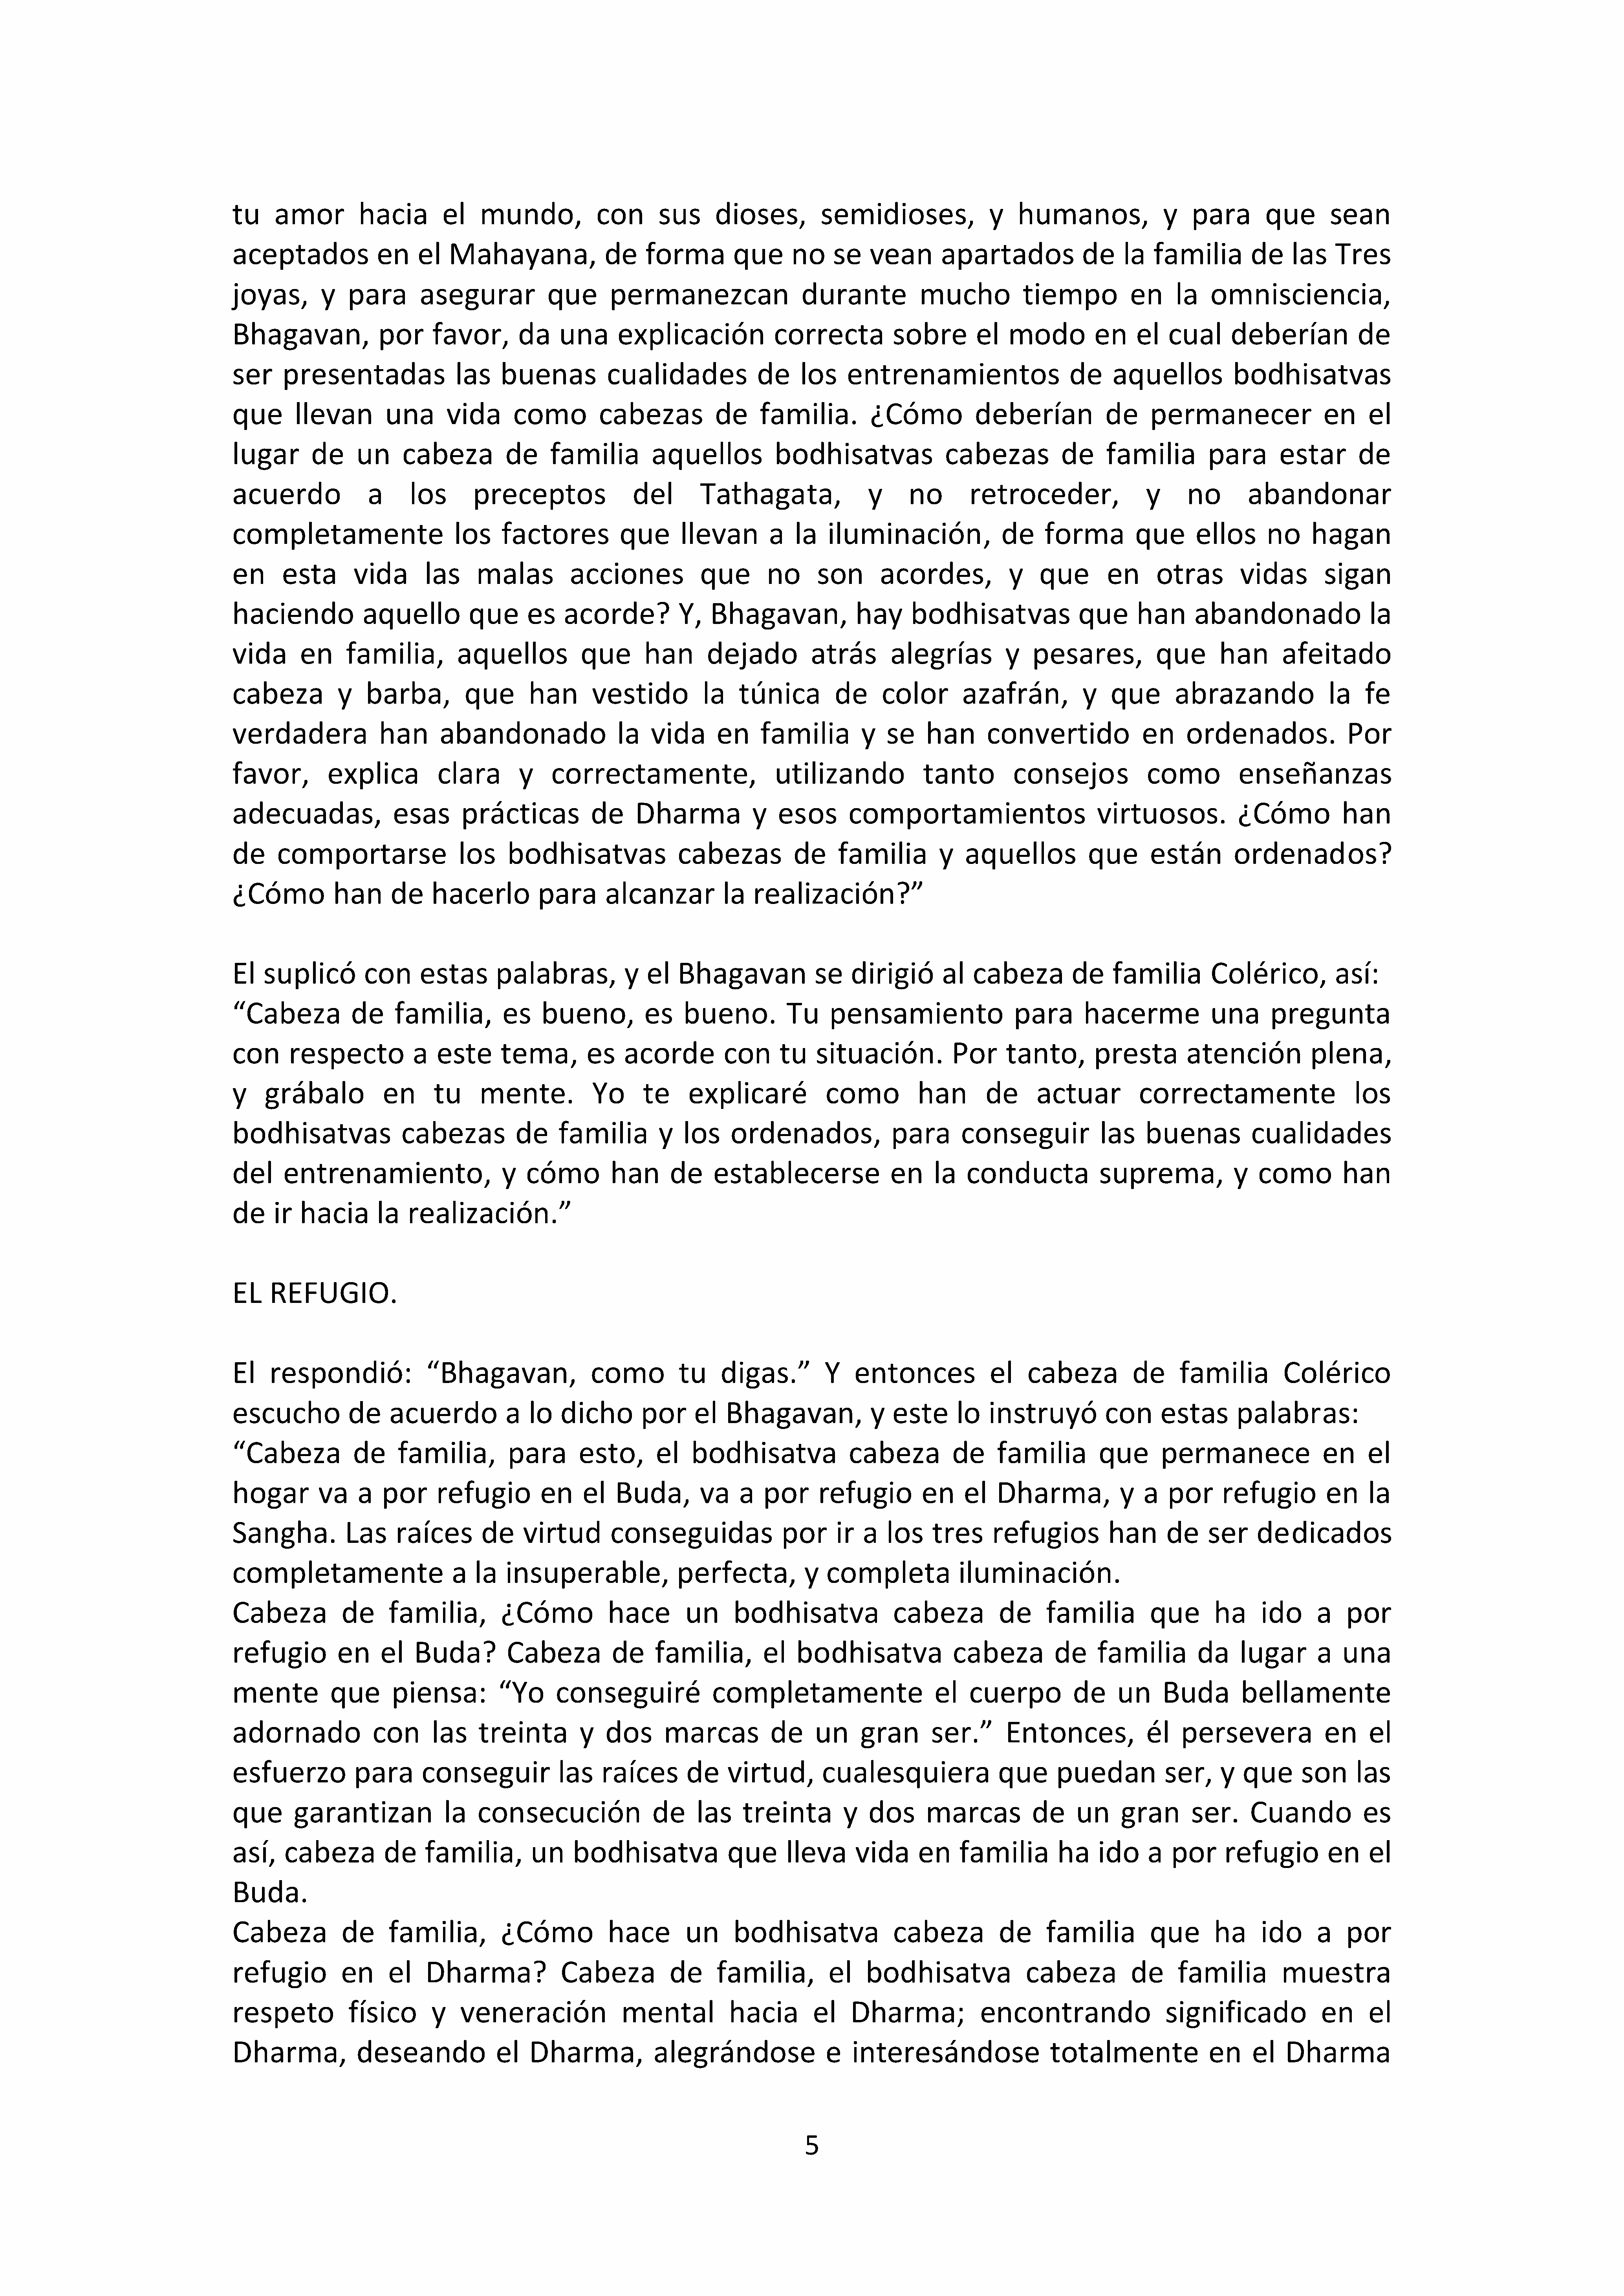 tu amor hacia el mundo, con sus dioses, semidioses, y humanos, y para que sean
aceptados en el Mahayana, de forma que no se vean apartados de la familia de las Tres
joyas, y para asegurar que permanezcan durante mucho tiempo en la omnisciencia,
Bhagavan, por favor, da una explicación correcta sobre el modo en el cual deberían de
ser presentadas las buenas cualidades de los entrenamientos de aquellos bodhisatvas
que llevan una vida como cabezas de familia. ¿Cómo deberían de permanecer en el
lugar de un cabeza de familia aquellos bodhisatvas cabezas de familia para estar de
acuerdo a los preceptos del Tathagata, y no retroceder, y no abandonar
completamente los factores que llevan a la iluminación, de forma que ellos no hagan
en esta vida las malas acciones que no son acordes, y que en otras vidas sigan
haciendo aquello que es acorde? Y, Bhagavan, hay bodhisatvas que han abandonado la
vida en familia, aquellos que han dejado atrás alegrías y pesares, que han afeitado
cabeza y barba, que han vestido la túnica de color azafrán, y que abrazando la fe
verdadera han abandonado la vida en familia y se han convertido en ordenados. Por
favor, explica clara y correctamente, utilizando tanto consejos como enseñanzas
adecuadas, esas prácticas de Dharma y esos comportamientos virtuosos. ¿Cómo han
de comportarse los bodhisatvas cabezas de familia y aquellos que están ordenados?
¿Cómo han de hacerlo para alcanzar la realización?”
El suplicó con estas palabras, y el Bhagavan se dirigió al cabeza de familia Colérico, así:
“Cabeza de familia, es bueno, es bueno. Tu pensamiento para hacerme una pregunta
con respecto a este tema, es acorde con tu situación. Por tanto, presta atención plena,
y grábalo en tu mente. Yo te explicaré como han de actuar correctamente los
bodhisatvas cabezas de familia y los ordenados, para conseguir las buenas cualidades
del entrenamiento, y cómo han de establecerse en la conducta suprema, y como han
de ir hacia la realización.”
EL REFUGIO.
El respondió: “Bhagavan, como tu digas.” Y entonces el cabeza de familia Colérico
escucho de acuerdo a lo dicho por el Bhagavan, y este lo instruyó con estas palabras:
“Cabeza de familia, para esto, el bodhisatva cabeza de familia que permanece en el
hogar va a por refugio en el Buda, va a por refugio en el Dharma, y a por refugio en la
Sangha. Las raíces de virtud conseguidas por ir a los tres refugios han de ser dedicados
completamente a la insuperable, perfecta, y completa iluminación.
Cabeza de familia, ¿Cómo hace un bodhisatva cabeza de familia que ha ido a por
refugio en el Buda? Cabeza de familia, el bodhisatva cabeza de familia da lugar a una
mente que piensa: “Yo conseguiré completamente el cuerpo de un Buda bellamente
adornado con las treinta y dos marcas de un gran ser.” Entonces, él persevera en el
esfuerzo para conseguir las raíces de virtud, cualesquiera que puedan ser, y que son las
que garantizan la consecución de las treinta y dos marcas de un gran ser. Cuando es
así, cabeza de familia, un bodhisatva que lleva vida en familia ha ido a por refugio en el
Buda.
Cabeza de familia, ¿Cómo hace un bodhisatva cabeza de familia que ha ido a por
refugio en el Dharma? Cabeza de familia, el bodhisatva cabeza de familia muestra
respeto físico y veneración mental hacia el Dharma; encontrando significado en el
Dharma, deseando el Dharma, alegrándose e interesándose totalmente en el Dharma
5